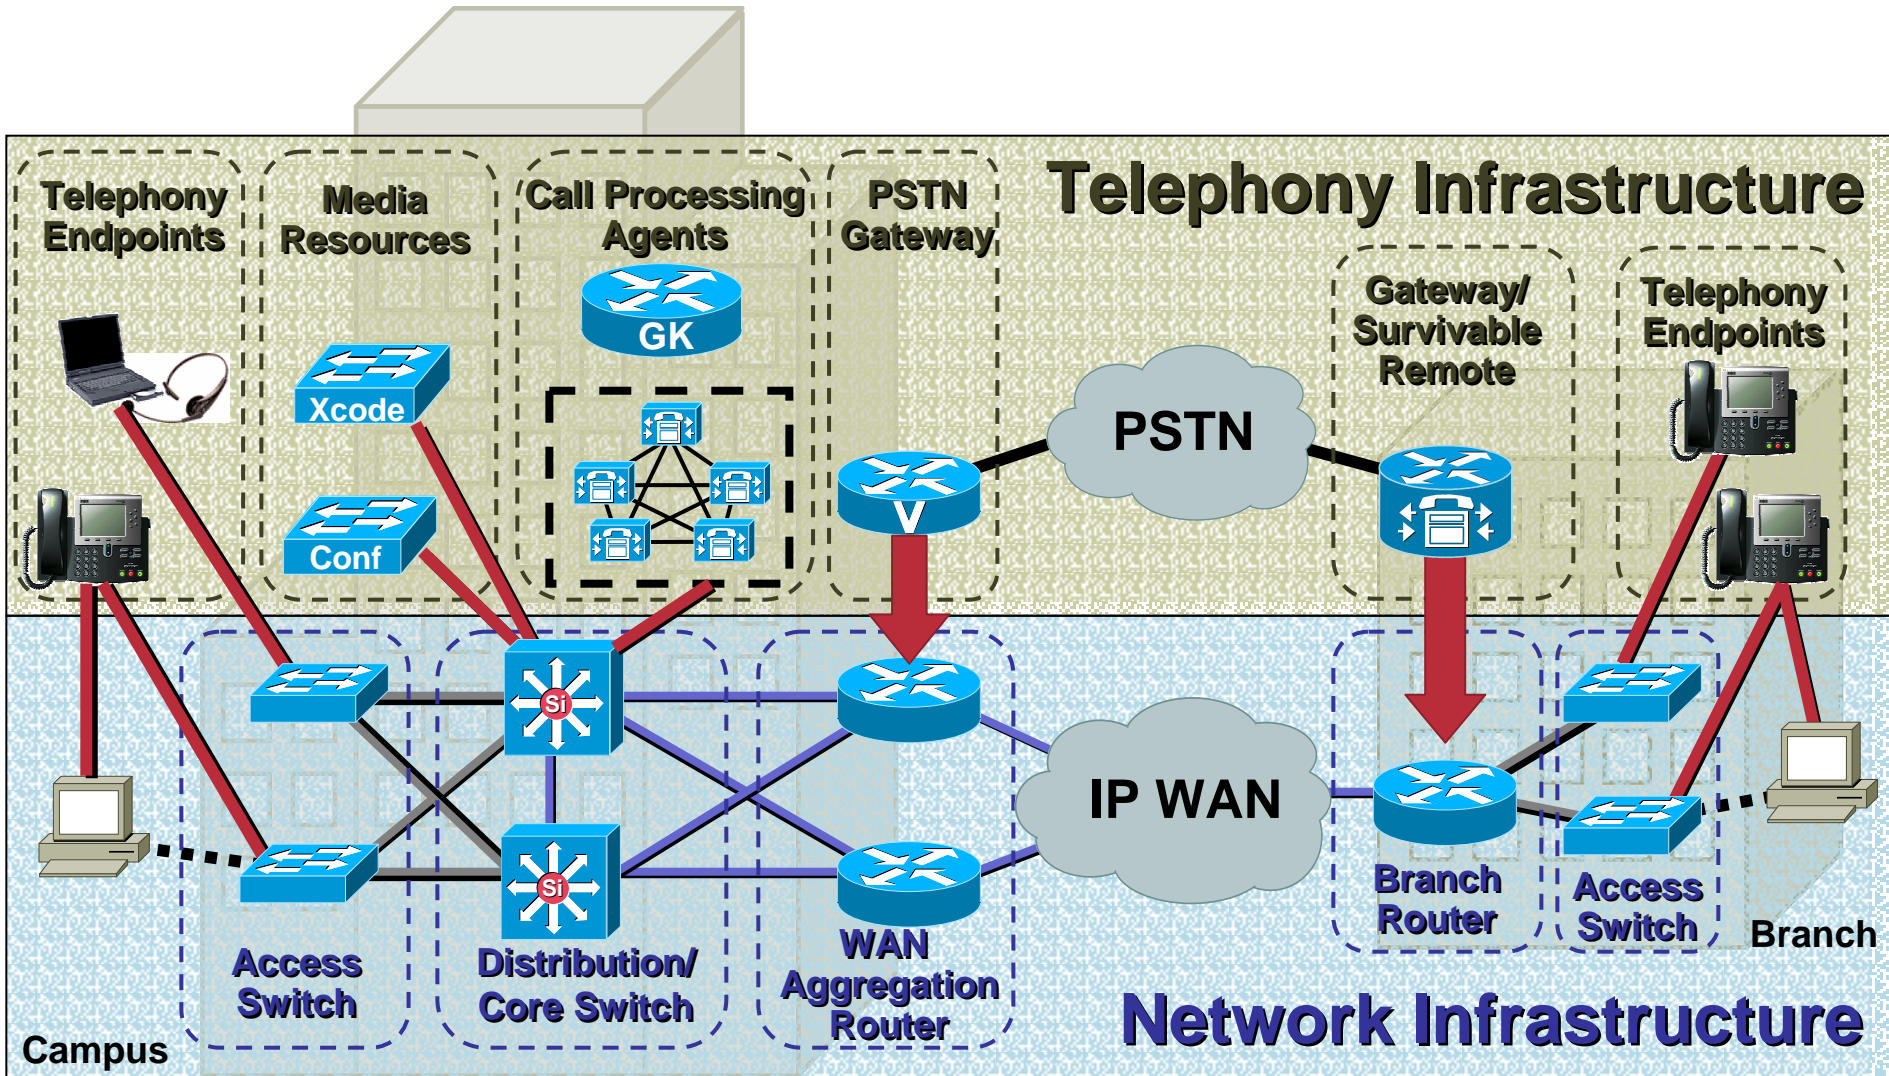 Telephony Infrastructure
Telephony
Endpoints
Media
Resources
Call Processing
Agents
PSTN
Gateway
Gateway/
Survivable
Remote
Telephony
Endpoints
GK
Xcode
Conf
V
PSTN
Si
Si
IP WAN
Access
Switch
Distribution/
Core Switch
WAN
Aggregation
Router
Branch
Router
Access
Switch
Branch
Campus
Network Infrastructure